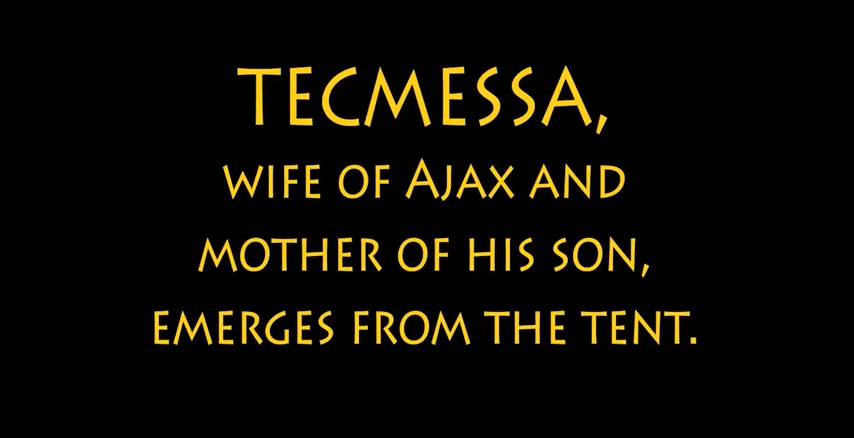 TECMESSA,
WIFE OF AJAX AND
MOTHER OF HIS SON,
EMERGES FROM THE TENT.